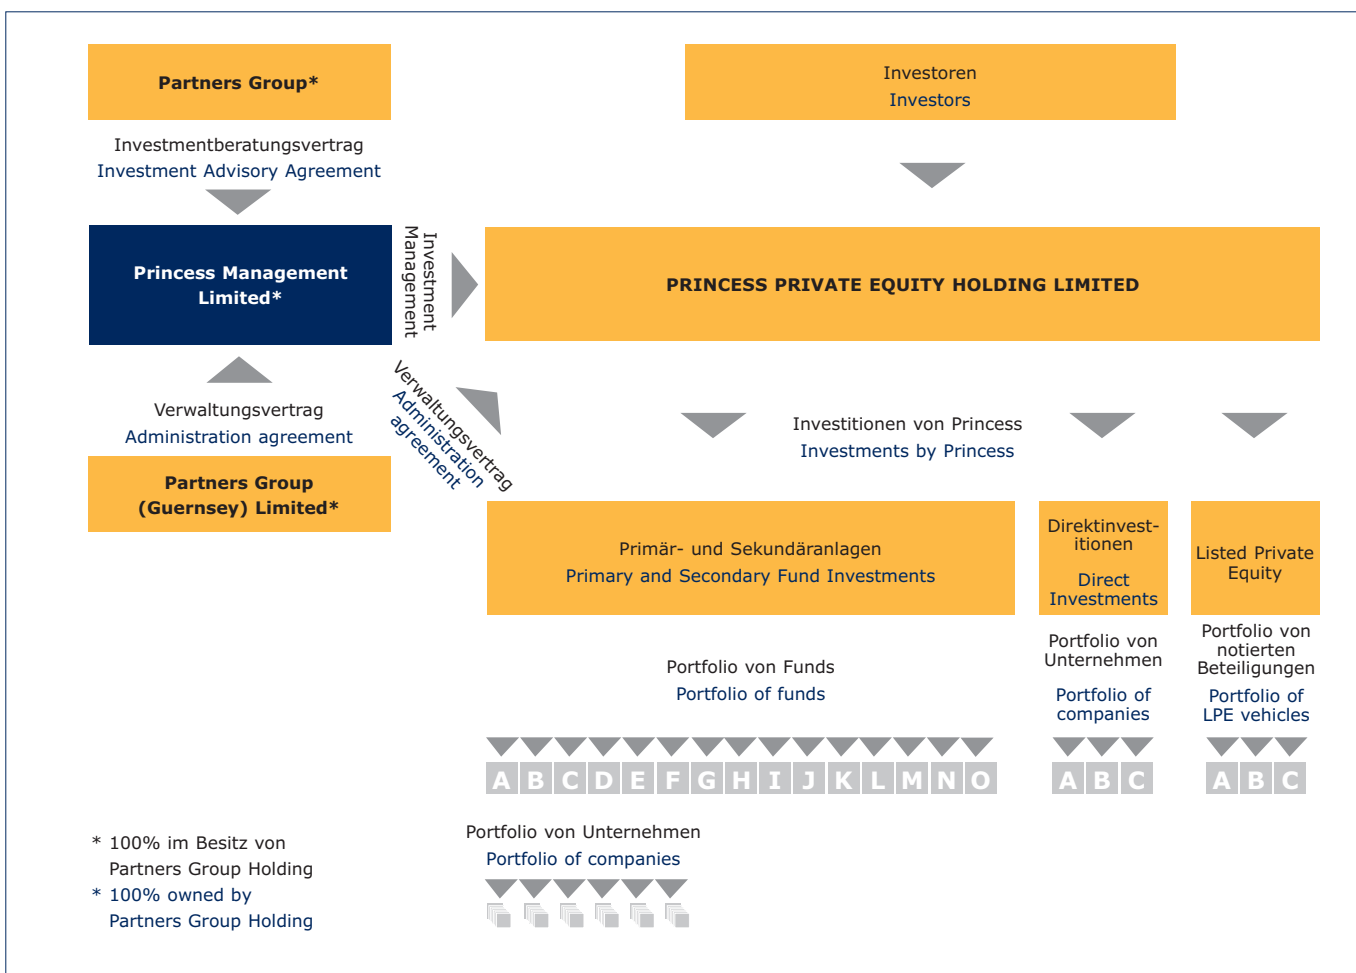 Partners Group*
Investmentberatungsvertrag
Investment Advisory Agreement
Princess Management
Limited*
Verwaltungsvertrag
Administration agreement
Partners Group
(Guernsey) Limited*
Investoren
Investors
Investment
Management
PRINCESS PRIVATE EQUITY HOLDING LIMITED
Verwaltungsvertrag
Administration
agreement
Investitionen von Princess
Investments by Princess
Primär- und Sekundäranlagen
Primary and Secondary Fund Investments
Direktinvest-
itionen
Direct
Investments
Listed Private
Equity
Portfolio von Funds
Portfolio of funds
Portfolio von
Unternehmen
Portfolio of
companies
Portfolio von
notierten
Beteiligungen
Portfolio of
LPE vehicles
A B C D E F G H I J K L M N O
A B C
A B C
Portfolio von Unternehmen
Portfolio of companies
* 100% im Besitz von
Partners Group Holding
* 100% owned by
Partners Group Holding